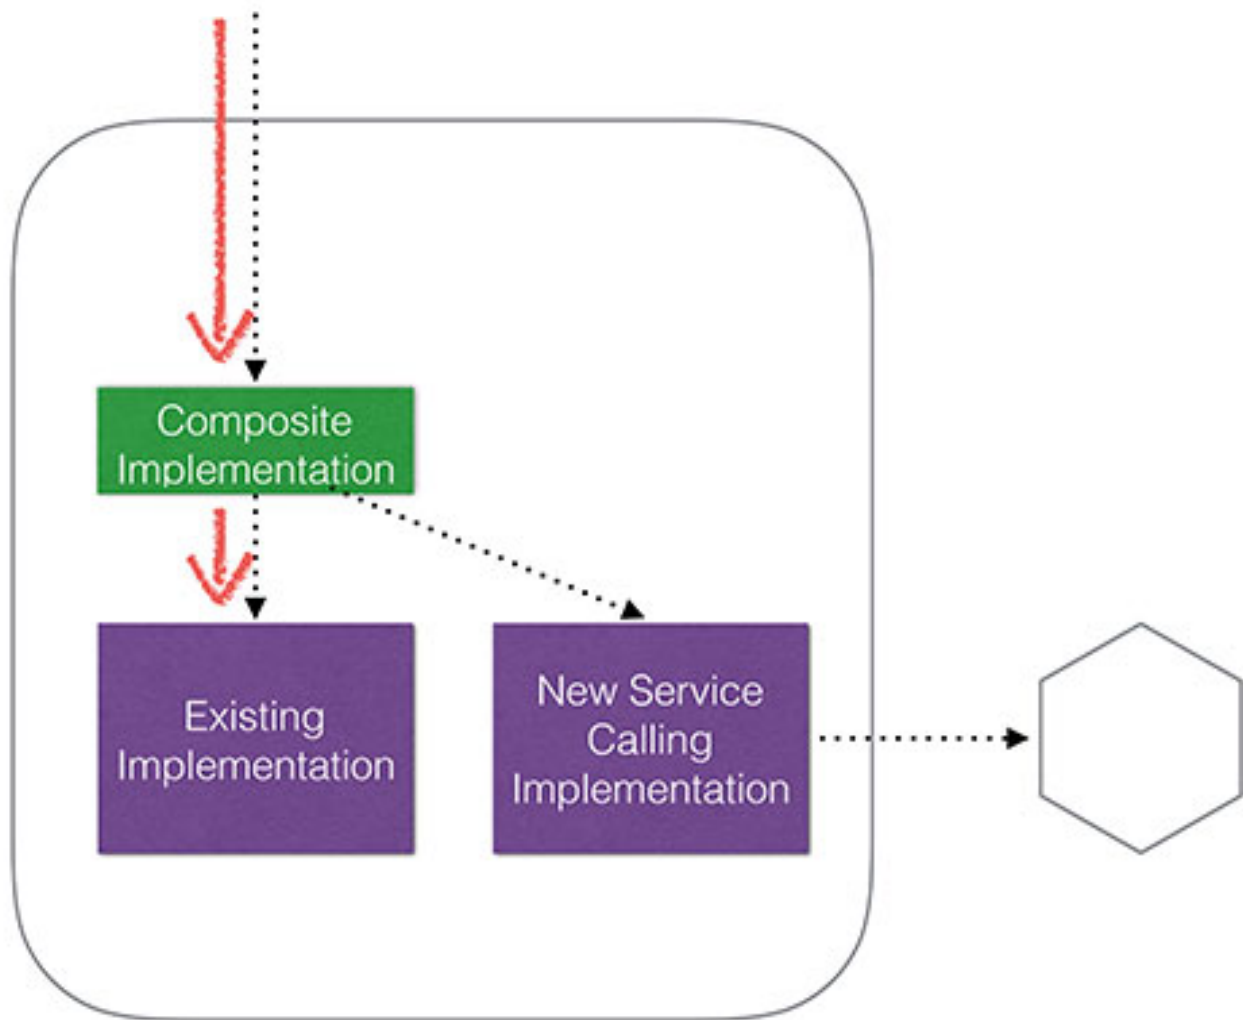 Composite
Implementation
Existing
Implementation
New Service
Calling
Implementation